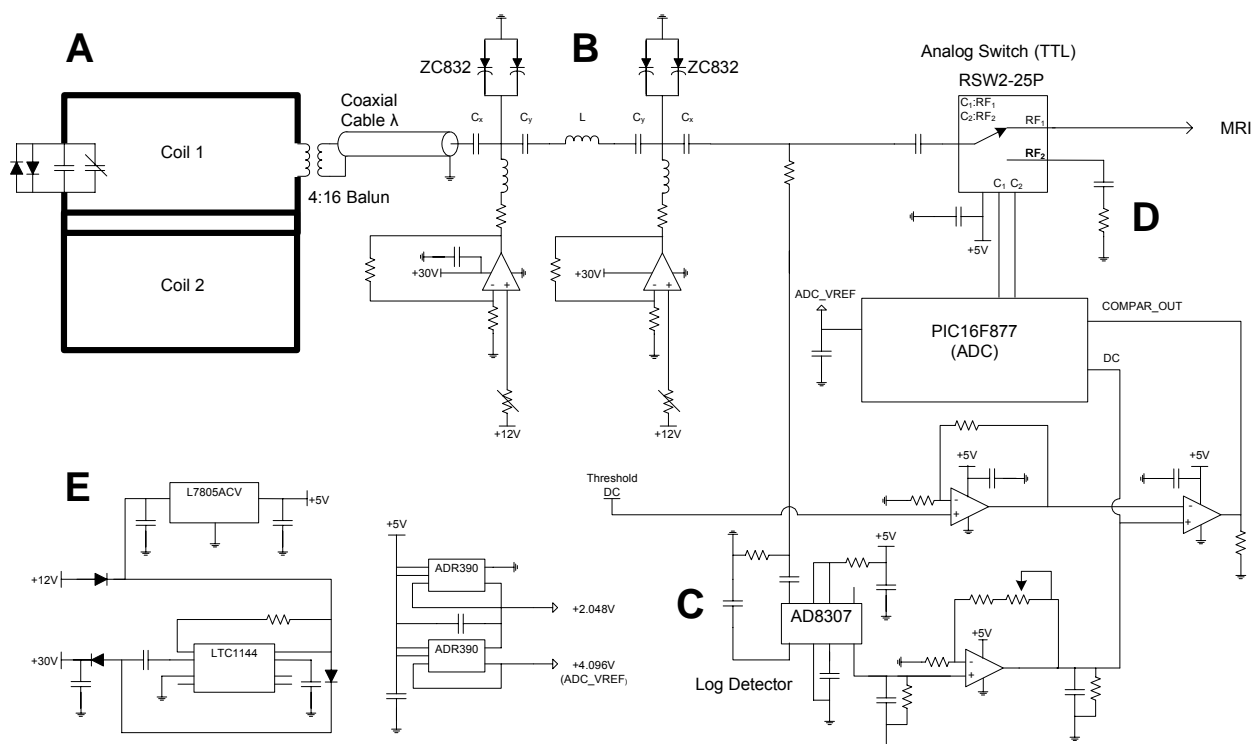 A
B
ZC832
ZC832
Analog Switch (TTL)
RSW2-25P
Coaxial
Cable λ
Cx
Cy
L
Cy
Cx
C1:RF1
C2:RF2
RF1
MRI
Coil 1
RF2
4:16 Balun
C1 C2
D
+5V
+30V
- +
+30V
- +
Coil 2
ADC_VREF
COMPAR_OUT
PIC16F877
(ADC)
DC
+12V
+12V
E
L7805ACV
+5V
Threshold
DC
+5V
+5V
-
+
-
+
+5V
+5V
ADR390
+12V
+2.048V
C
AD8307
LTC1144
+5V
+30V
ADR390
+4.096V
(ADC_VREF)
Log Detector
-
+